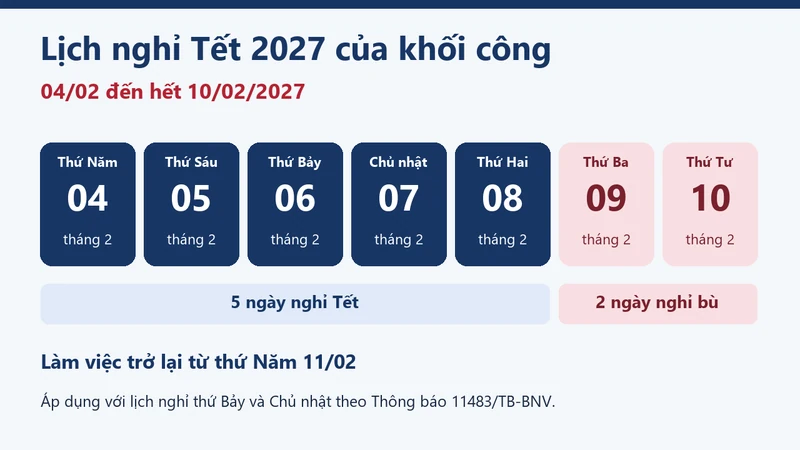 Lịch nghỉ Tết 2027 của khối công
04/02 đến hết 10/02/2027
Thứ Năm
04
tháng 2
Thứ Sáu
05
tháng 2
Thứ Bảy
06
tháng 2
Chủ nhật
07
tháng 2
Thứ Hai
08
tháng 2
Thứ Ba
09
tháng 2
Thứ Tư
10
tháng 2
5 ngày nghỉ Tết
2 ngày nghỉ bù
Làm việc trở lại từ thứ Năm 11/02
Áp dụng với lịch nghỉ thứ Bảy và Chủ nhật theo Thông báo 11483/TB-BNV.